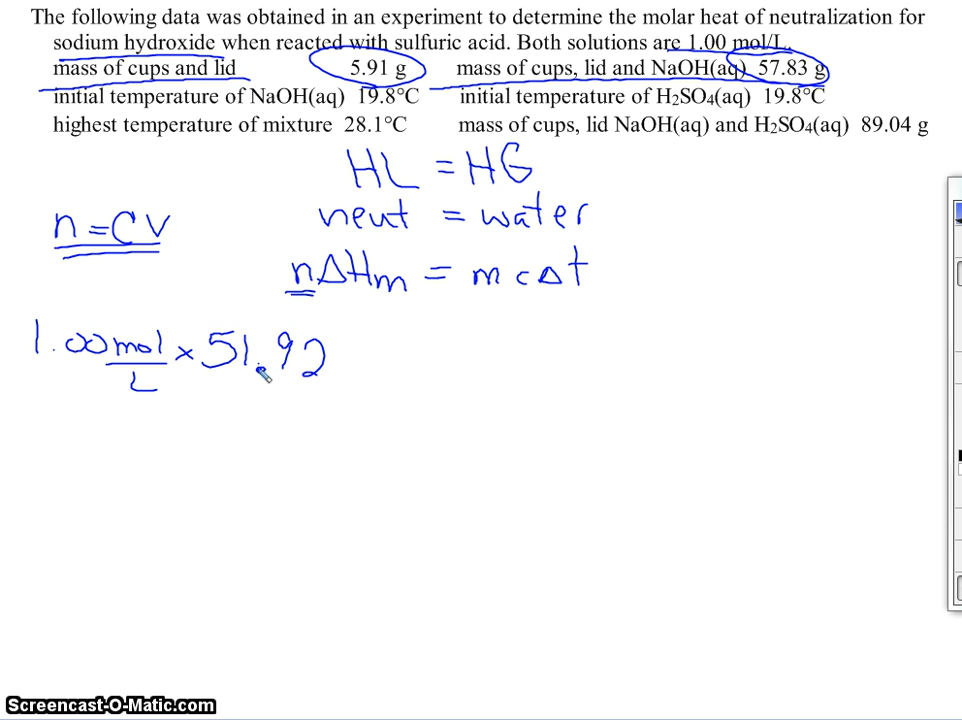 The following data was obtained in an experiment to determine the molar heat of neutralization for
sodium hydroxide when reacted with sulfuric acid. Both solutions are 1.00 mol/L.
mass of cups and lid 5.91 g mass of cups, lid and NaOH(aq) 57.83 g
initial temperature of NaOH(aq) 19.8°C initial temperature of H₂SO₄(aq) 19.8°C
highest temperature of mixture 28.1°C mass of cups, lid NaOH(aq) and H₂SO₄(aq) 89.04 g
HL = HG
neut = water
n = CV
nΔHm = mcΔt
1.00 mol/L × 51.92
Screencast-O-Matic.com